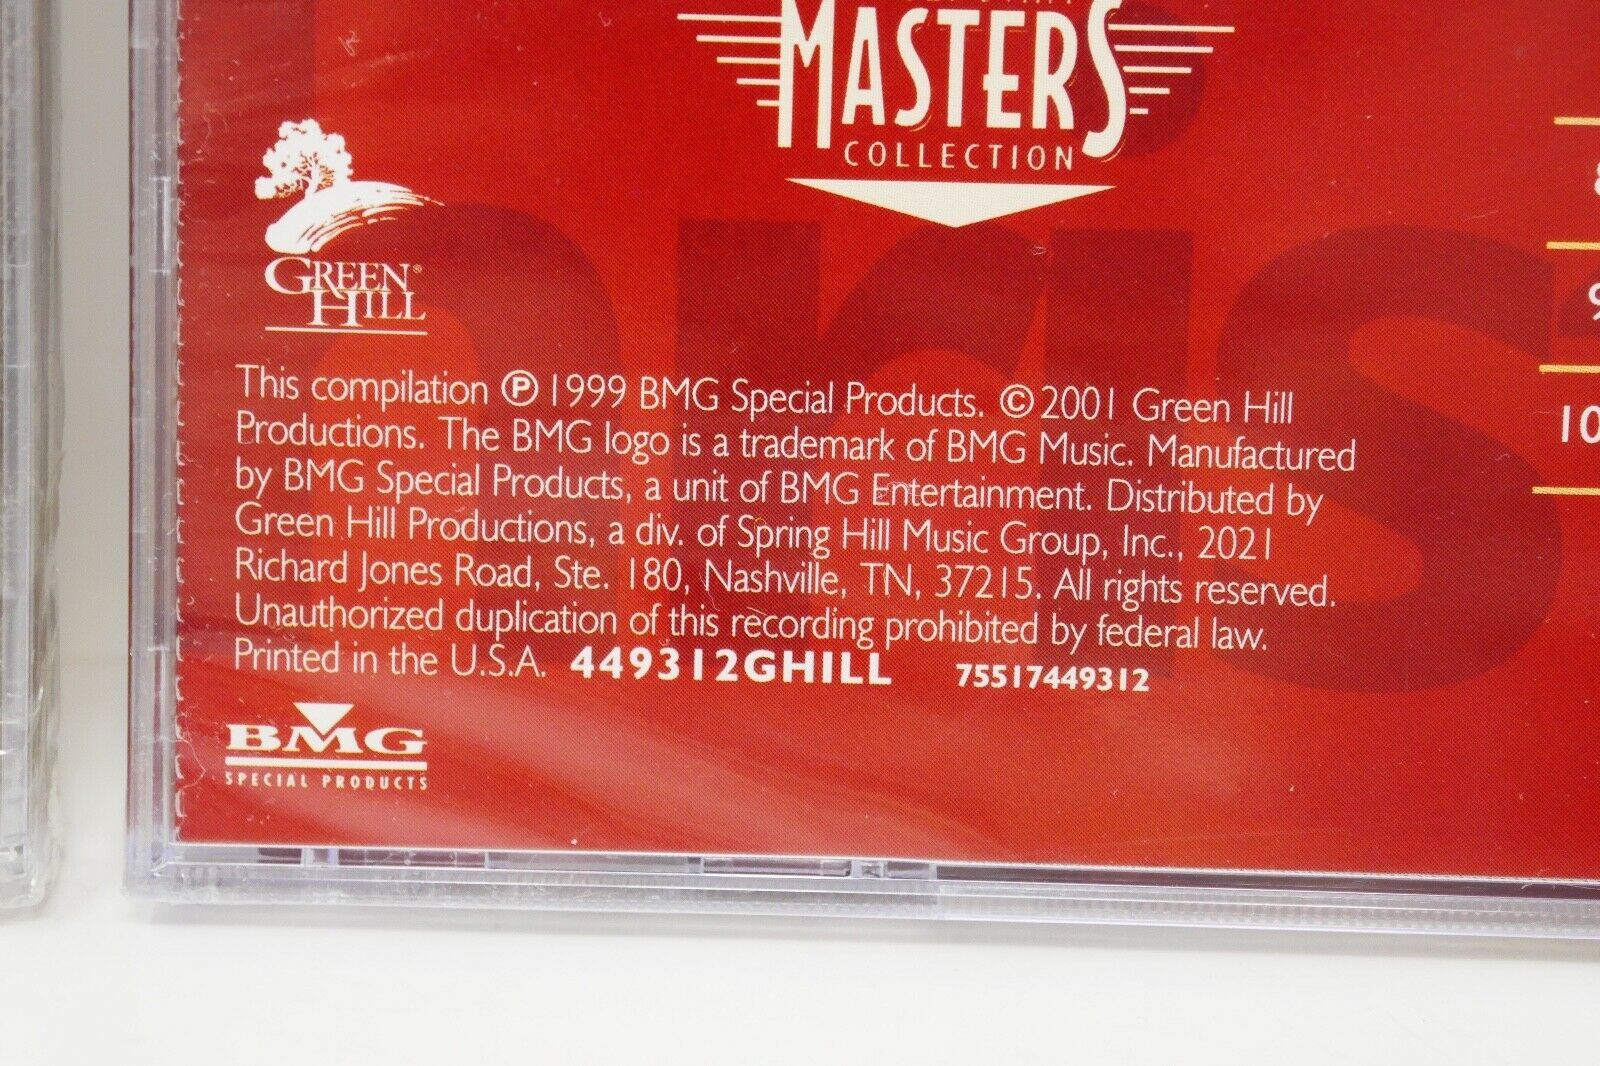 MASTERS
COLLECTION
GREEN®
HILL
This compilation ℗ 1999 BMG Special Products. © 2001 Green Hill
Productions. The BMG logo is a trademark of BMG Music. Manufactured
by BMG Special Products, a unit of BMG Entertainment. Distributed by
Green Hill Productions, a div. of Spring Hill Music Group, Inc., 2021
Richard Jones Road, Ste. 180, Nashville, TN, 37215. All rights reserved.
Unauthorized duplication of this recording prohibited by federal law.
Printed in the U.S.A. 449312GHILL 75517449312
BMG
SPECIAL PRODUCTS
9
10